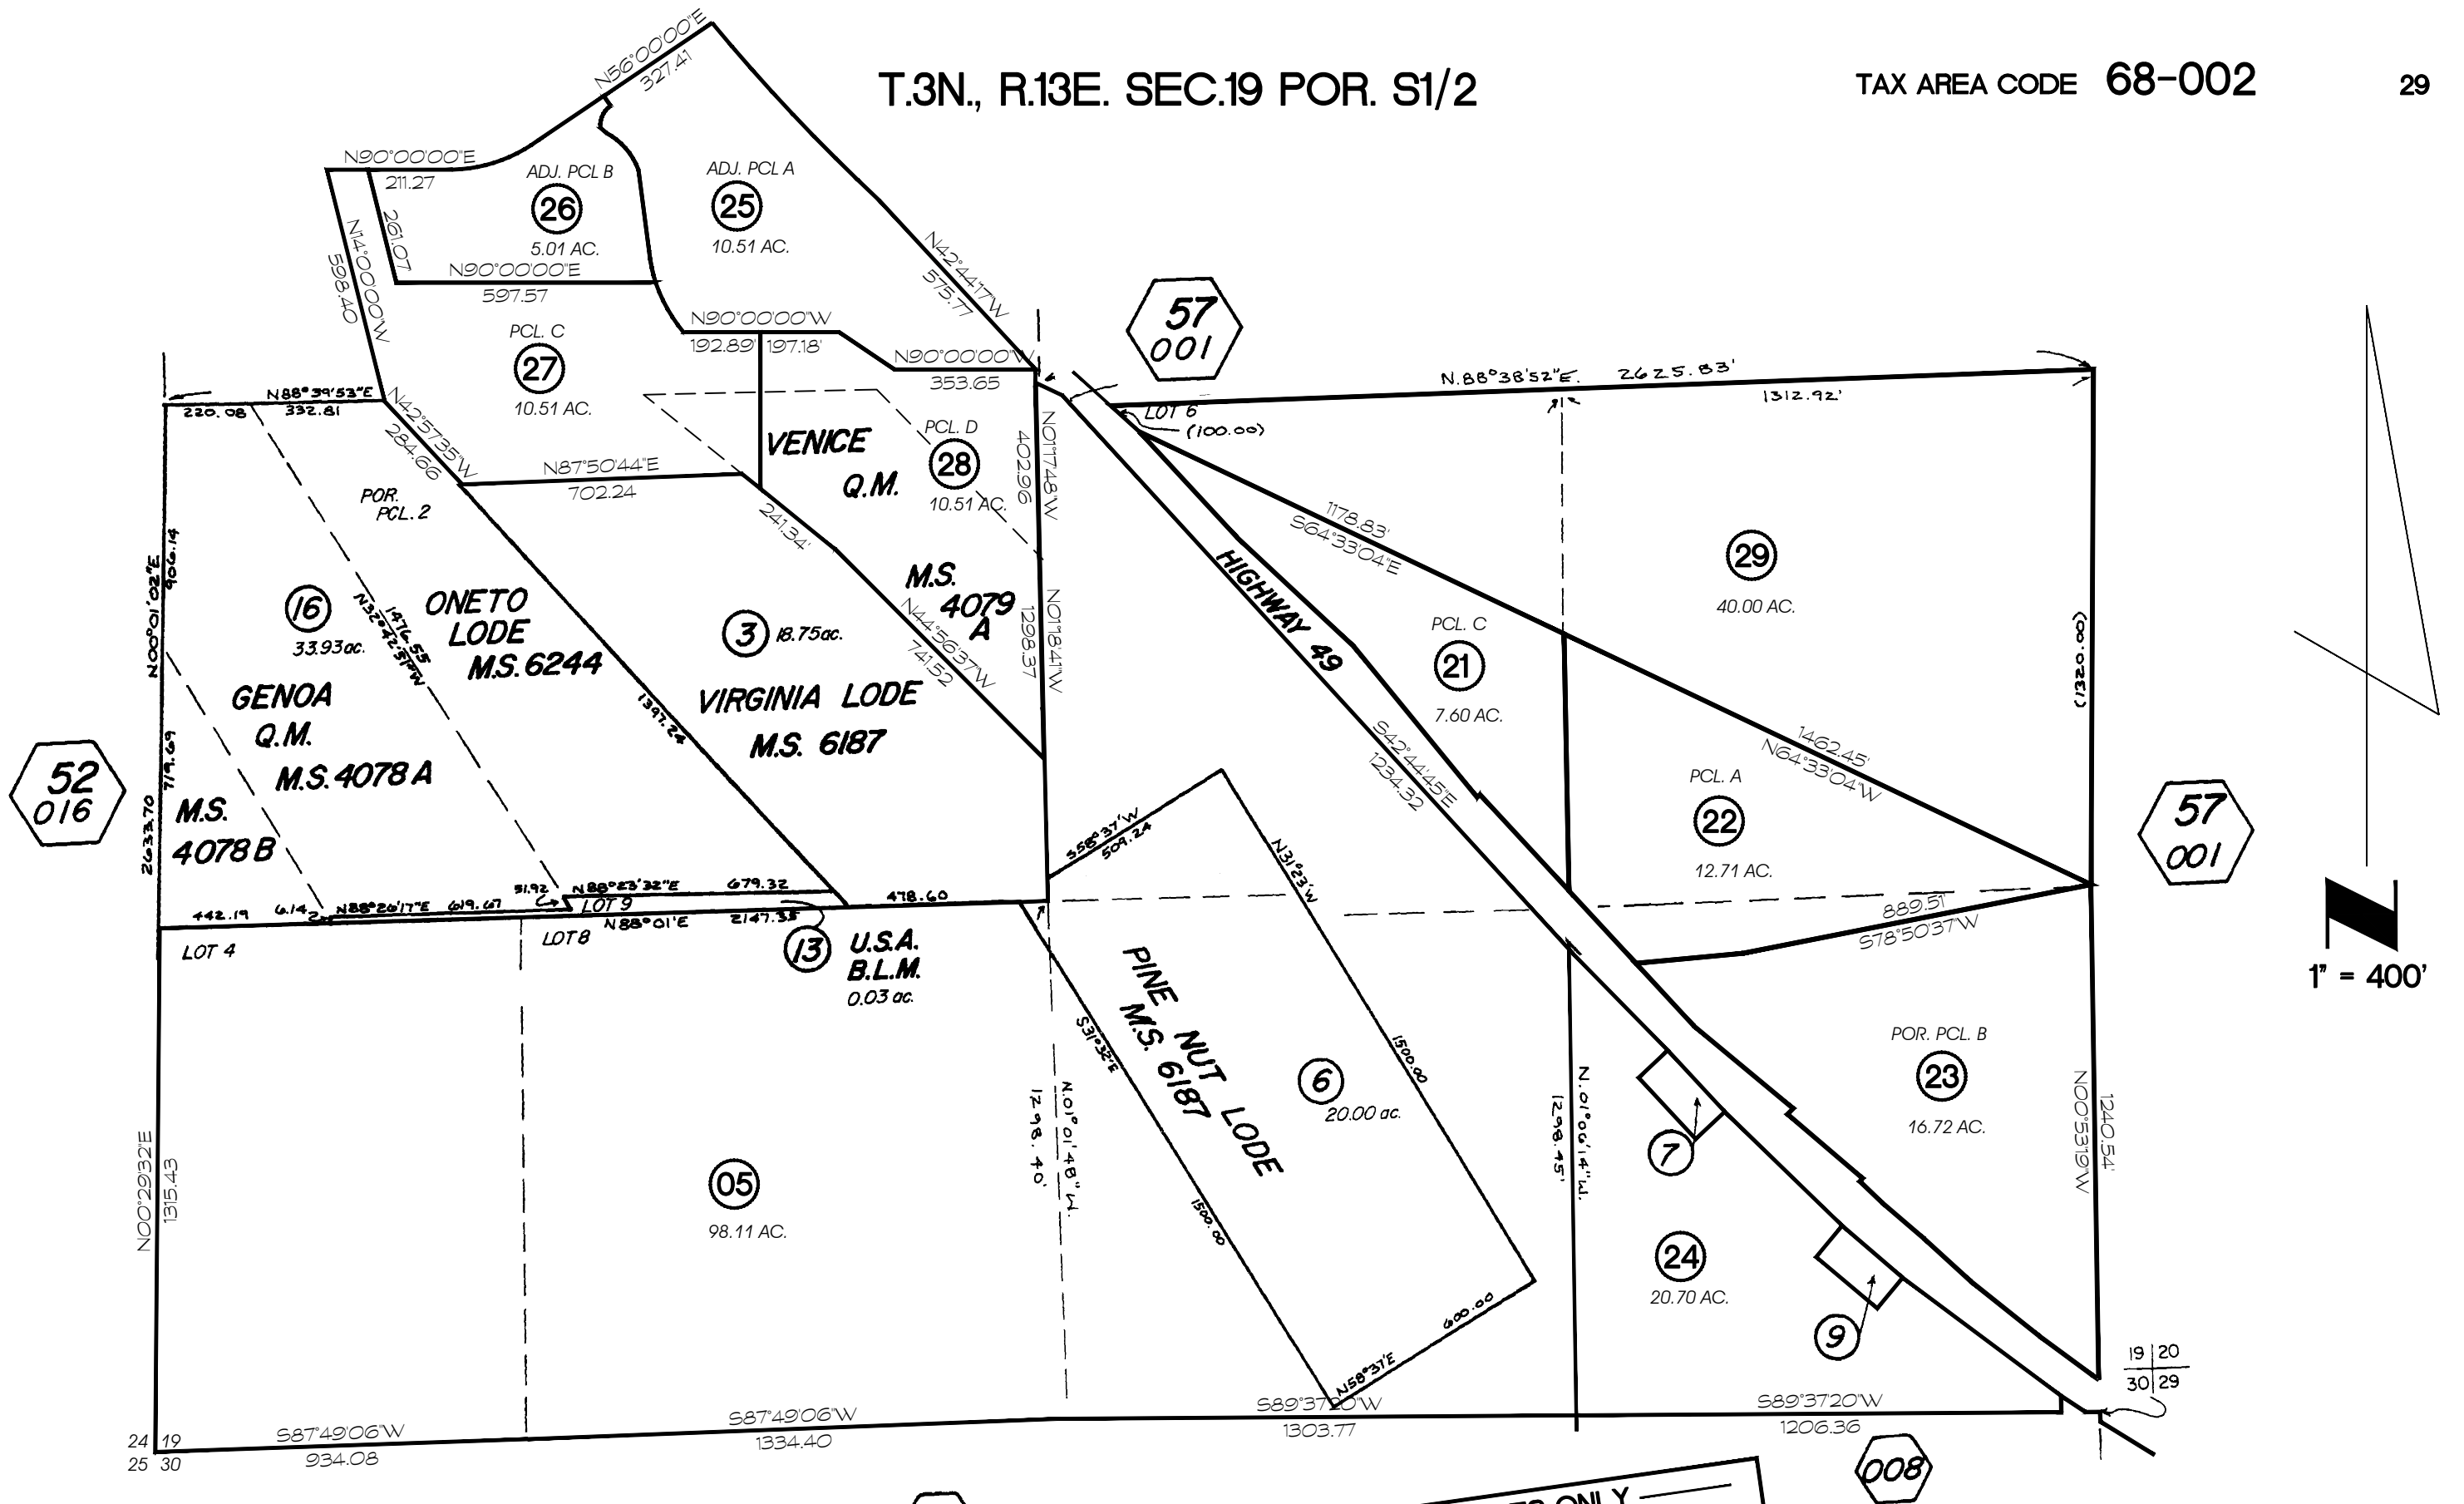 T.3N., R.13E. SEC.19 POR. S1/2
TAX AREA CODE 68-002
29
N56°00'00"E
327.41
N90°00'00"E
211.27
ADJ. PCL B
26
5.01 AC.
ADJ. PCL A
25
10.51 AC.
261.07
N14°00'00"W
598.40
N90°00'00"E
597.57
N42°44'17"W
575.77
PCL. C
27
10.51 AC.
N90°00'00"W
192.89'
197.18'
N90°00'00"W
353.65
57
001
N.88°38'52"E.
2625.83'
1312.92'
LOT 6
(100.00)
N88°39'53"E
220.08
332.81
N42°57'35"W
284.66
N87°50'44"E
702.24
VENICE
Q.M.
PCL. D
28
10.51 AC.
N01°17'48"W
402.96
POR.
PCL. 2
241.34'
1178.83'
S64°33'04"E
29
40.00 AC.
906.14
N00°01'02"E
16
33.93ac.
1476.55
N32°42'51"W
ONETO
LODE
M.S. 6244
3
18.75ac.
M.S.
4079
A
N44°56'37"W
741.52
N01°18'41"W
1298.37
HIGHWAY 49
PCL. C
21
7.60 AC.
(1320.00)
GENOA
Q.M.
M.S. 4078 A
1397.24
VIRGINIA LODE
M.S. 6187
S42°44'45"E
1234.32
1462.45'
N64°33'04"W
52
016
719.69
2633.70
M.S.
4078 B
PCL. A
22
12.71 AC.
57
001
S58°37'W
509.24
N31°23'W
442.19
6.14
N88°26'17"E
619.67
51.92
N88°23'32"E
679.32
LOT 9
478.60
LOT 4
LOT 8
N88°01'E
2147.35
13
U.S.A.
B.L.M.
0.03 ac.
889.51'
S78°50'37"W
1" = 400'
PINE NUT LODE
M.S. 6187
S31°32'E
1500.00
6
20.00 ac.
POR. PCL. B
23
16.72 AC.
N00°53'19"W
1240.54'
N.01°01'48"W.
1298.40'
N.01°06'14"W.
1298.45'
7
N00°29'32"E
1315.43
05
98.11 AC.
1500.00
24
20.70 AC.
9
600.00
N58°37'E
19 20
30 29
S87°49'06"W
934.08
S87°49'06"W
1334.40
S89°37'20"W
1303.77
S89°37'20"W
1206.36
24 19
25 30
008
ONLY